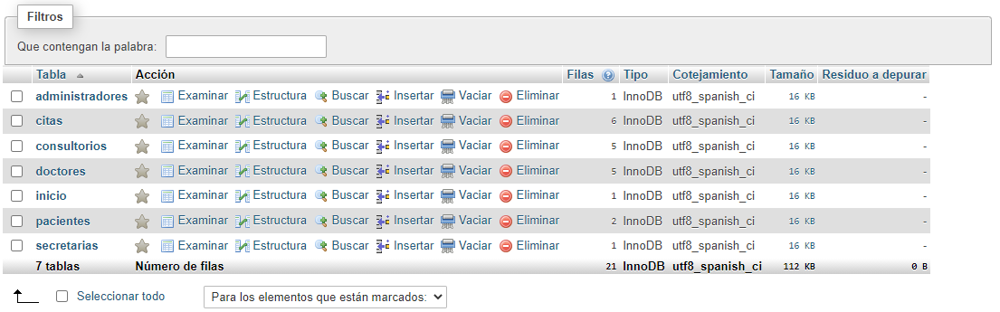 Filtros
Que contengan la palabra:
Tabla Acción Filas Tipo Cotejamiento Tamaño Residuo a depurar
administradores Examinar Estructura Buscar Insertar Vaciar Eliminar 1 InnoDB utf8_spanish_ci 16 KB -
citas Examinar Estructura Buscar Insertar Vaciar Eliminar 6 InnoDB utf8_spanish_ci 16 KB -
consultorios Examinar Estructura Buscar Insertar Vaciar Eliminar 5 InnoDB utf8_spanish_ci 16 KB -
doctores Examinar Estructura Buscar Insertar Vaciar Eliminar 5 InnoDB utf8_spanish_ci 16 KB -
inicio Examinar Estructura Buscar Insertar Vaciar Eliminar 1 InnoDB utf8_spanish_ci 16 KB -
pacientes Examinar Estructura Buscar Insertar Vaciar Eliminar 2 InnoDB utf8_spanish_ci 16 KB -
secretarias Examinar Estructura Buscar Insertar Vaciar Eliminar 1 InnoDB utf8_spanish_ci 16 KB -
7 tablas Número de filas 21 InnoDB utf8_spanish_ci 112 KB 0 B
Seleccionar todo Para los elementos que están marcados: